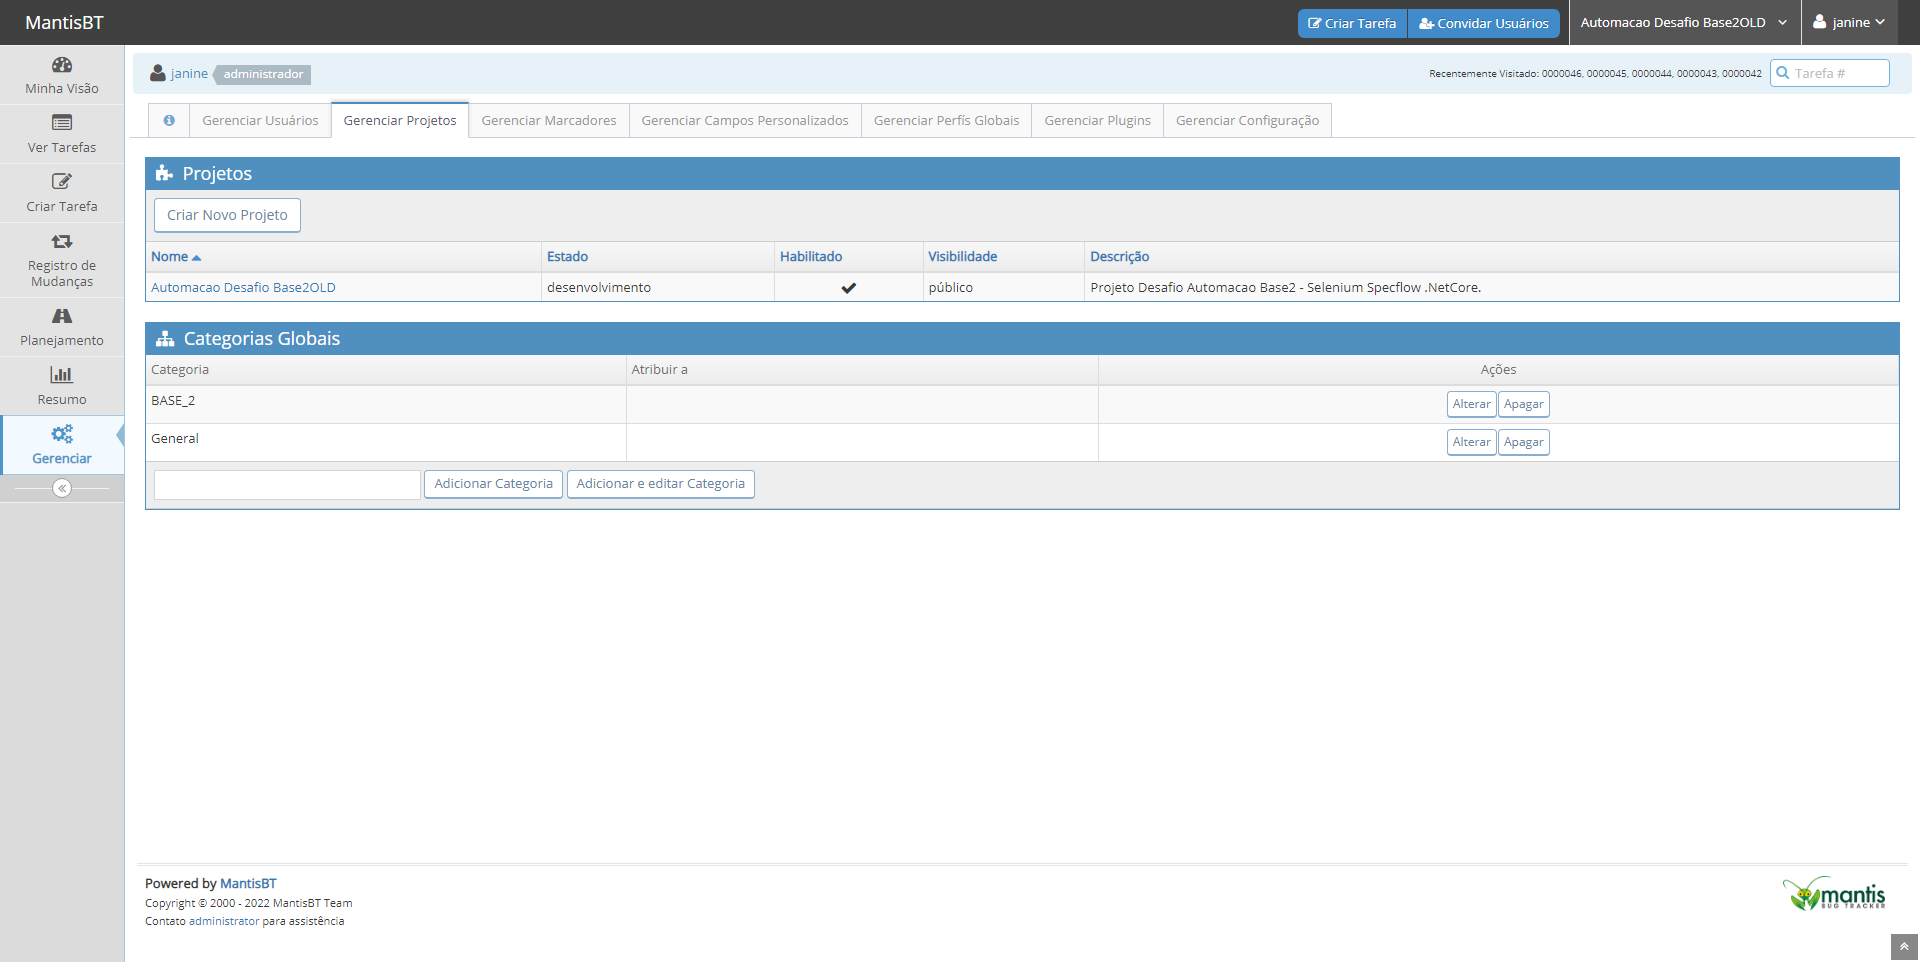 MantisBT
Criar Tarefa
Convidar Usuários
Automacao Desafio Base2OLD
janine
Minha Visão
Ver Tarefas
Criar Tarefa
Registro de
Mudanças
Planejamento
Resumo
Gerenciar
janine administrador
Recentemente Visitado: 0000046, 0000045, 0000044, 0000043, 0000042
Tarefa #
Gerenciar Usuários
Gerenciar Projetos
Gerenciar Marcadores
Gerenciar Campos Personalizados
Gerenciar Perfís Globais
Gerenciar Plugins
Gerenciar Configuração
Projetos
Criar Novo Projeto
Nome Estado Habilitado Visibilidade Descrição
Automacao Desafio Base2OLD desenvolvimento público Projeto Desafio Automacao Base2 - Selenium Specflow .NetCore.
Categorias Globais
Categoria Atribuir a Ações
BASE_2 Alterar Apagar
General Alterar Apagar
Adicionar Categoria Adicionar e editar Categoria
Powered by MantisBT
Copyright © 2000 - 2022 MantisBT Team
Contato administrator para assistência
mantis
BUG TRACKER